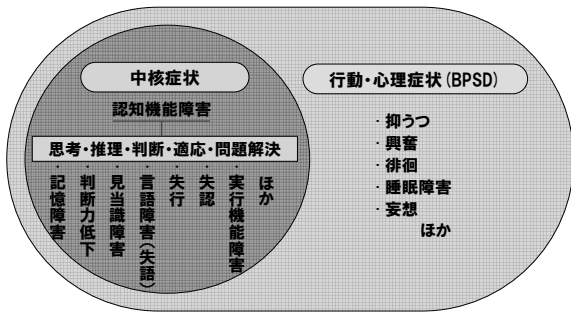 中核症状
認知機能障害
思考・推理・判断・適応・問題解決
・記憶障害
・判断力低下
・見当識障害
・言語障害(失語)
・失行
・失認
・実行機能障害
ほか
行動・心理症状(BPSD)
・抑うつ
・興奮
・徘徊
・睡眠障害
・妄想
ほか